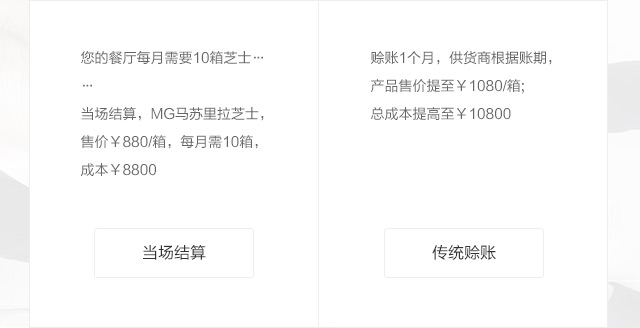 您的餐厅每月需要10箱芝士…
…
当场结算，MG马苏里拉芝士，
售价￥880/箱，每月需10箱，
成本￥8800
当场结算
赊账1个月，供货商根据账期，
产品售价提至￥1080/箱;
总成本提高至￥10800
传统赊账